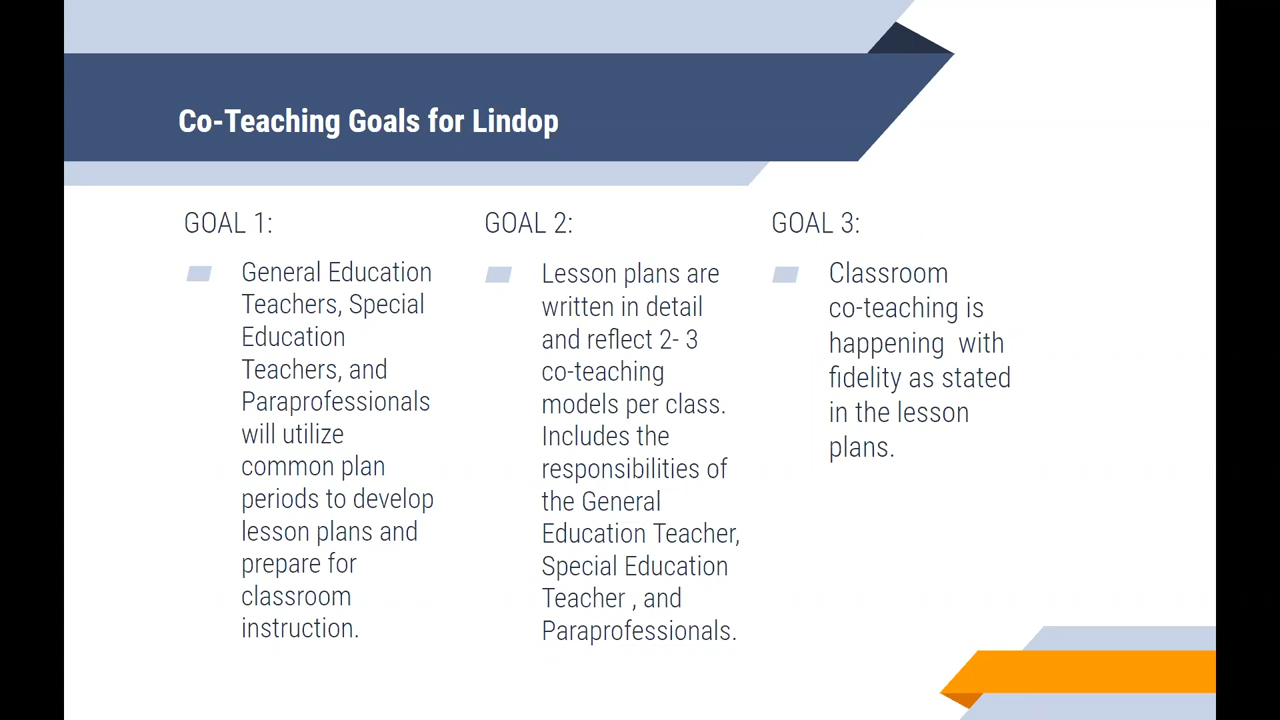 Co-Teaching Goals for Lindop
GOAL 1:
General Education
Teachers, Special
Education
Teachers, and
Paraprofessionals
will utilize
common plan
periods to develop
lesson plans and
prepare for
classroom
instruction.
GOAL 2:
Lesson plans are
written in detail
and reflect 2- 3
co-teaching
models per class.
Includes the
responsibilities of
the General
Education Teacher,
Special Education
Teacher , and
Paraprofessionals.
GOAL 3:
Classroom
co-teaching is
happening  with
fidelity as stated
in the lesson
plans.